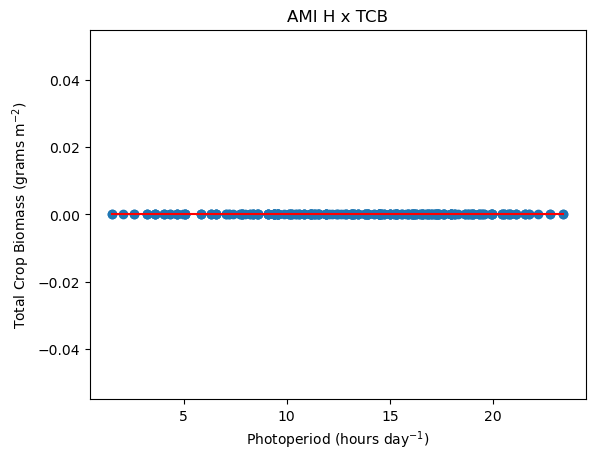 AMI H x TCB
0.04
0.02
0.00
−0.02
−0.04
Total Crop Biomass (grams m⁻²)
5 10 15 20
Photoperiod (hours day⁻¹)